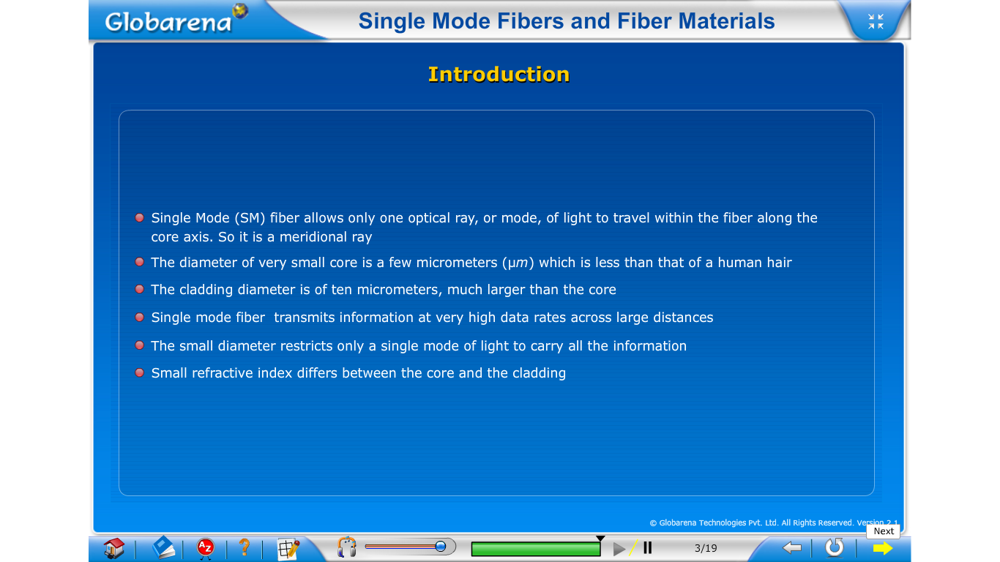 Globarena
Single Mode Fibers and Fiber Materials
Introduction
Single Mode (SM) fiber allows only one optical ray, or mode, of light to travel within the fiber along the
core axis. So it is a meridional ray
The diameter of very small core is a few micrometers (μm) which is less than that of a human hair
The cladding diameter is of ten micrometers, much larger than the core
Single mode fiber  transmits information at very high data rates across large distances
The small diameter restricts only a single mode of light to carry all the information
Small refractive index differs between the core and the cladding
© Globarena Technologies Pvt. Ltd. All Rights Reserved. Version 2.1
Next
AZ
?
3/19